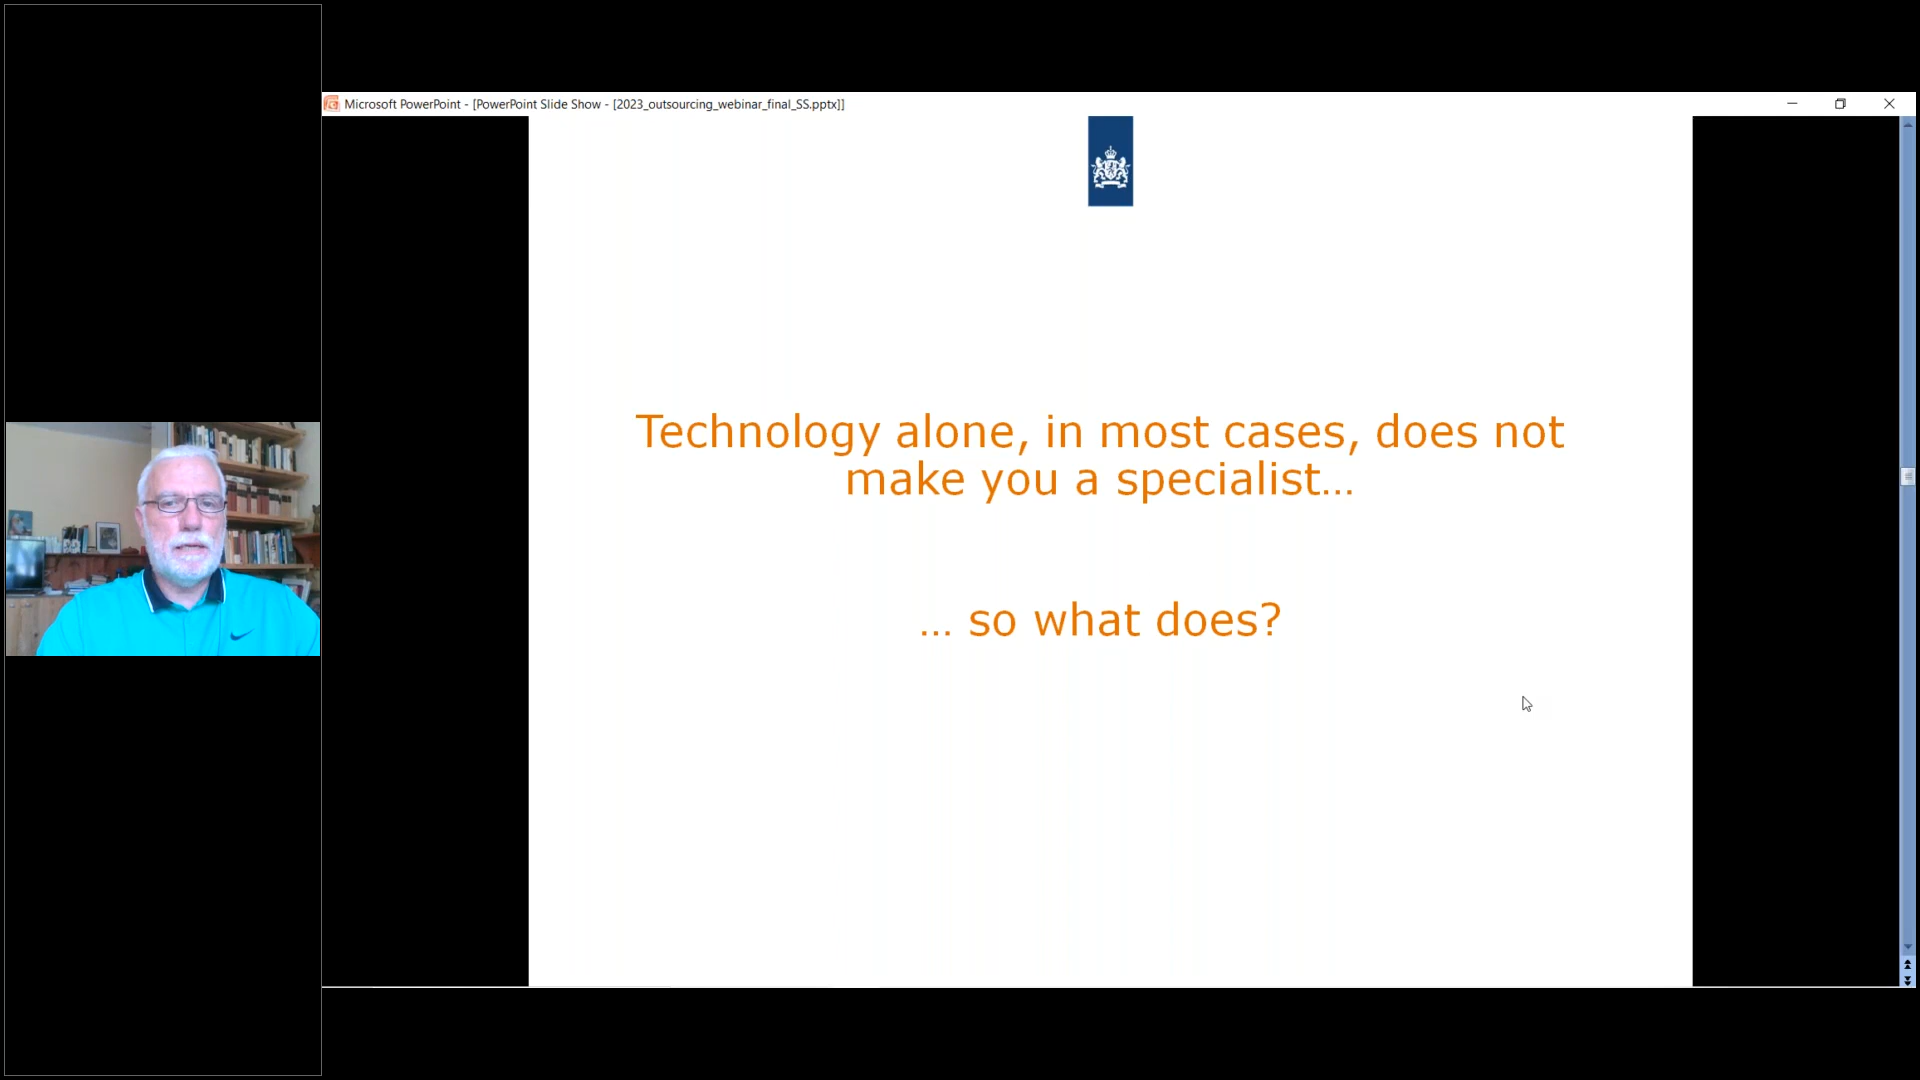 Microsoft PowerPoint - [PowerPoint Slide Show - [2023_outsourcing_webinar_final_SS.pptx]]
Technology alone, in most cases, does not
make you a specialist...
... so what does?